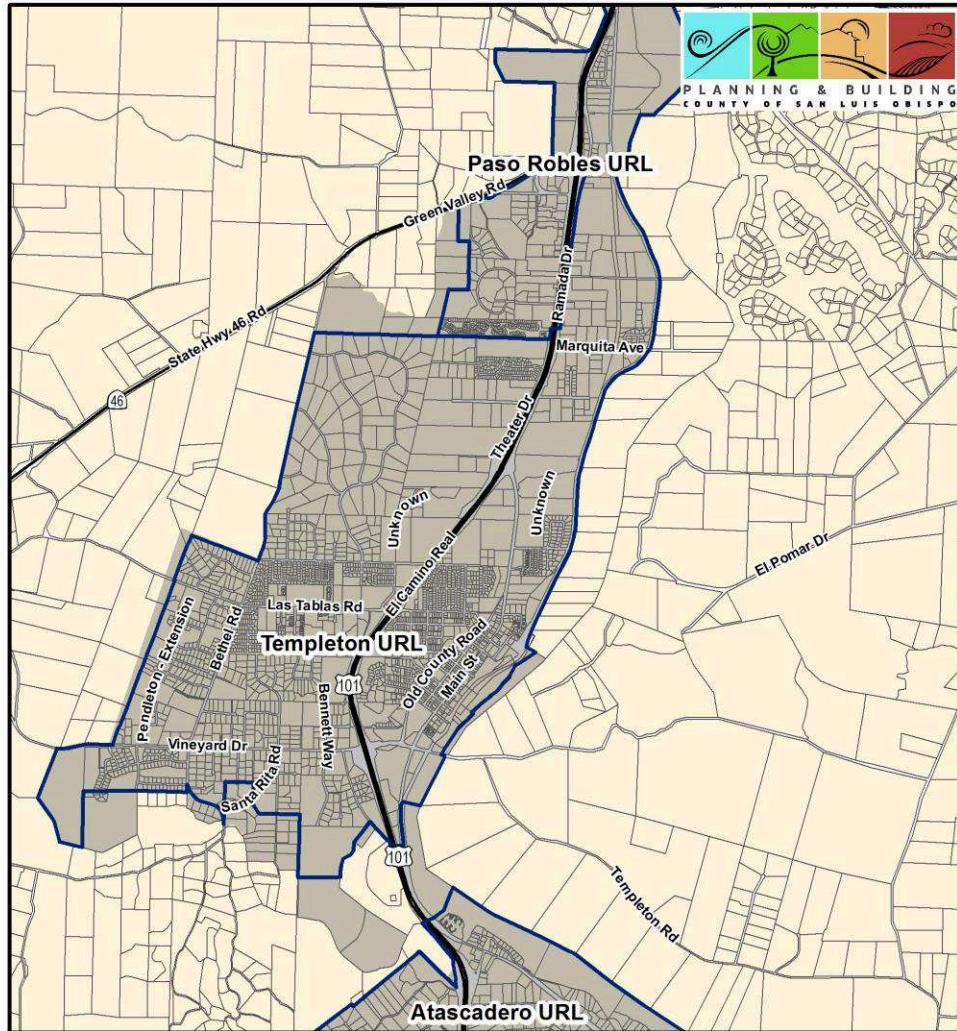 PLANNING & BUILDING
COUNTY OF SAN LUIS OBISPO
Paso Robles URL
Green Valley Rd
Ramada Dr
State Hwy 46 Rd
Marquita Ave
46
Theater Dr
Unknown
Unknown
El Camino Real
El Pomar Dr
Las Tablas Rd
Pendleton - Extension
Bethel Rd
Templeton URL
Old County Road
Main St
101
Bennett Way
Vineyard Dr
Santa Rita Rd
101
Templeton Rd
Atascadero URL